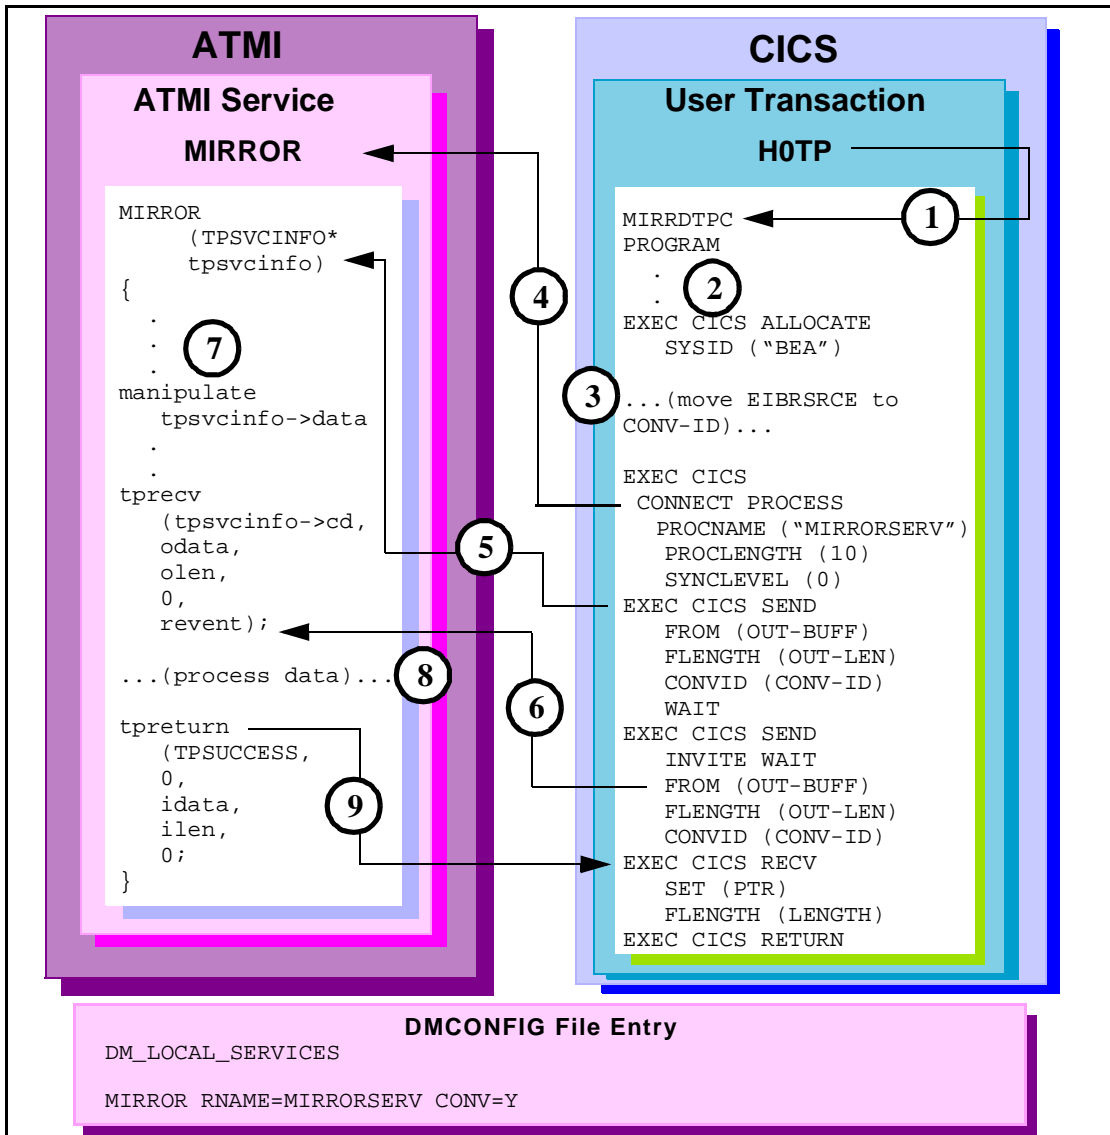 ATMI
ATMI Service
MIRROR
MIRROR
(TPSVCINFO*
tpsvcinfo)
{
.
.
.
7
manipulate
tpsvcinfo->data
.
.
tprecv
(tpsvcinfo->cd,
odata,
olen,
0,
revent);
...(process data)...
8
tpreturn
(TPSUCCESS,
0,
idata,
ilen,
0;
}
9
4
5
6
CICS
User Transaction
H0TP
1
MIRRDTPC
PROGRAM
.
.
2
EXEC CICS ALLOCATE
SYSID (“BEA”)
3
...(move EIBRSRCE to
CONV-ID)...
EXEC CICS
CONNECT PROCESS
PROCNAME (“MIRRORSERV”)
PROCLENGTH (10)
SYNCLEVEL (0)
EXEC CICS SEND
FROM (OUT-BUFF)
FLENGTH (OUT-LEN)
CONVID (CONV-ID)
WAIT
EXEC CICS SEND
INVITE WAIT
FROM (OUT-BUFF)
FLENGTH (OUT-LEN)
CONVID (CONV-ID)
EXEC CICS RECV
SET (PTR)
FLENGTH (LENGTH)
EXEC CICS RETURN
DMCONFIG File Entry
DM_LOCAL_SERVICES
MIRROR RNAME=MIRRORSERV CONV=Y